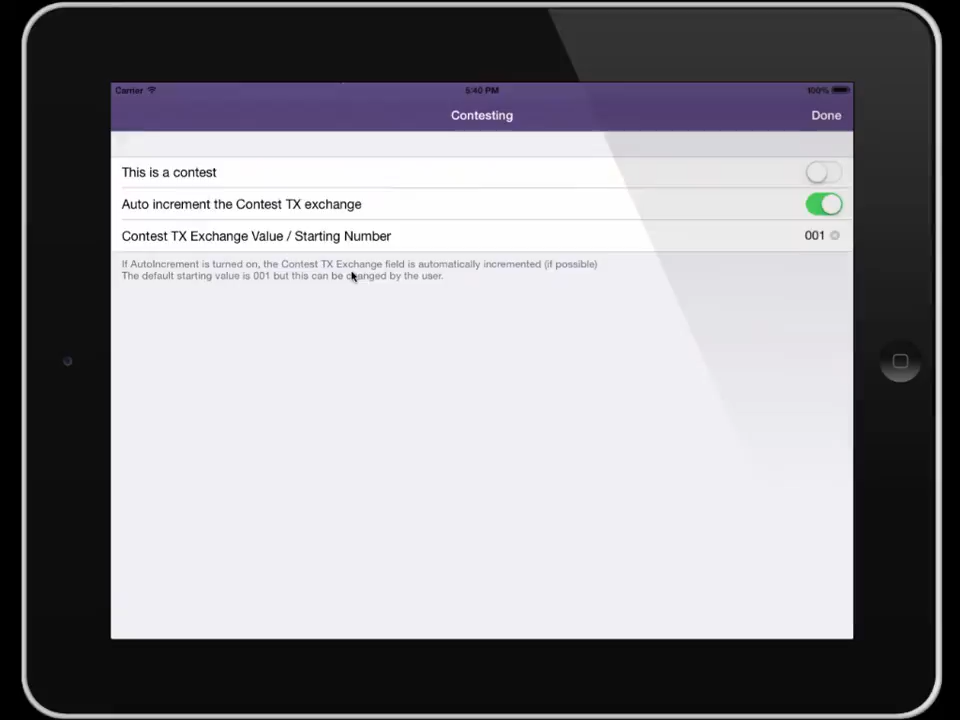 Carrier 5:40 PM 100%
Contesting Done
This is a contest
Auto increment the Contest TX exchange
Contest TX Exchange Value / Starting Number 001
If AutoIncrement is turned on, the Contest TX Exchange field is automatically incremented (if possible)
The default starting value is 001 but this can be changed by the user.